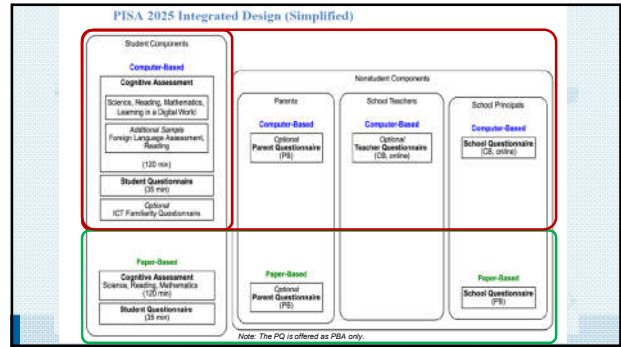 PISA 2025 Integrated Design (Simplified)
Student Components
Computer-Based
Cognitive Assessment
Science, Reading, Mathematics,
Learning in a Digital World
Additional Sample
Foreign Language Assessment,
Reading
(120 min)
Student Questionnaire
(35 min)
Optional
ICT Familiarity Questionnaire
Paper-Based
Cognitive Assessment
Science, Reading, Mathematics
(120 min)
Student Questionnaire
(35 min)
Nonstudent Components
Parents
Computer-Based
Optional
Parent Questionnaire
(PB)
Paper-Based
Optional
Parent Questionnaire
(PB)
School Teachers
Computer-Based
Optional
Teacher Questionnaire
(CB, online)
School Principals
Computer-Based
School Questionnaire
(CB, online)
Paper-Based
School Questionnaire
(PB)
Note: The PQ is offered as PBA only.